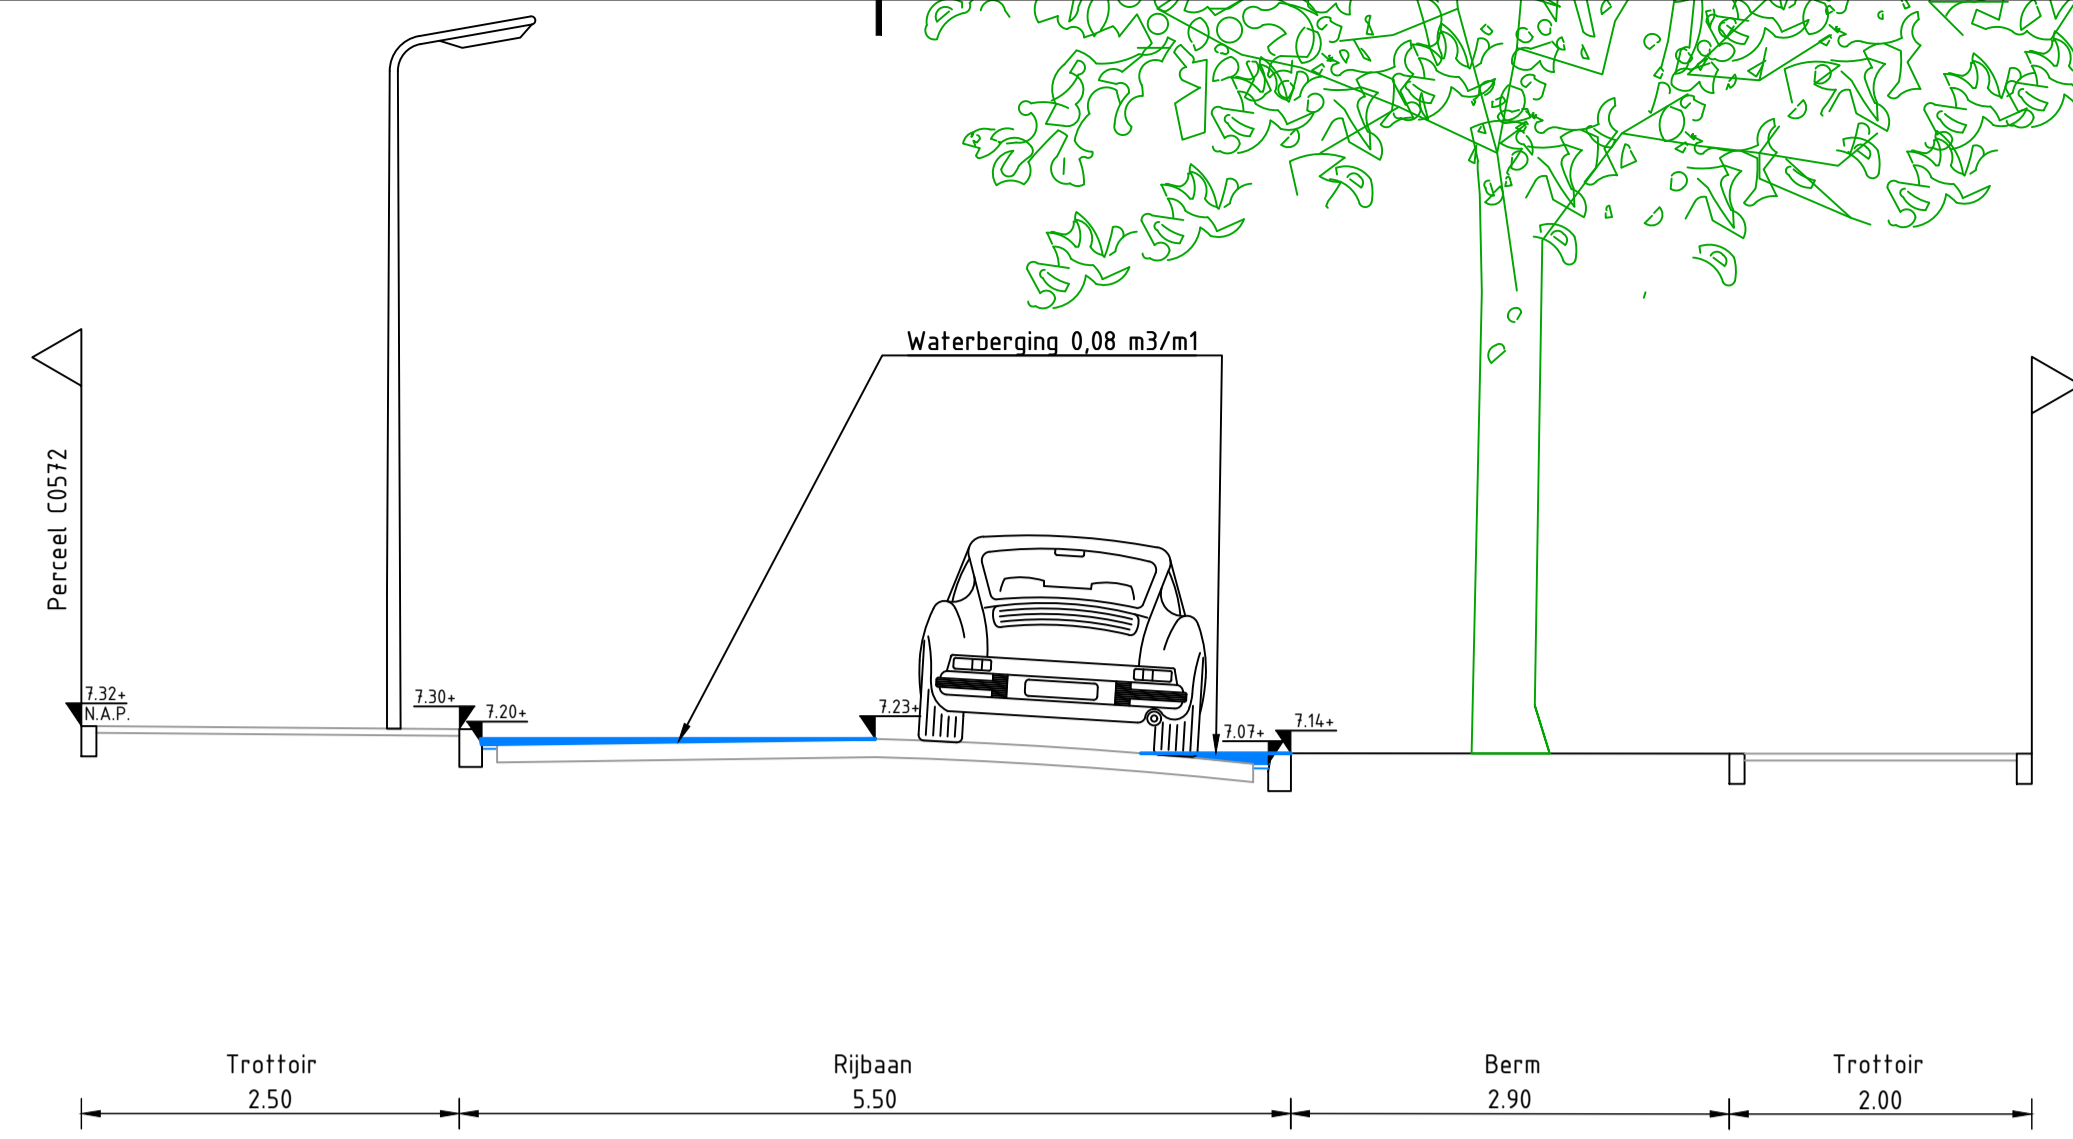 Waterberging 0,08 m3/m1
Perceel C0572
7.32+
N.A.P.
7.30+
7.20+
7.23+
7.07+
7.14+
Trottoir
Rijbaan
Berm
Trottoir
2.50
5.50
2.90
2.00